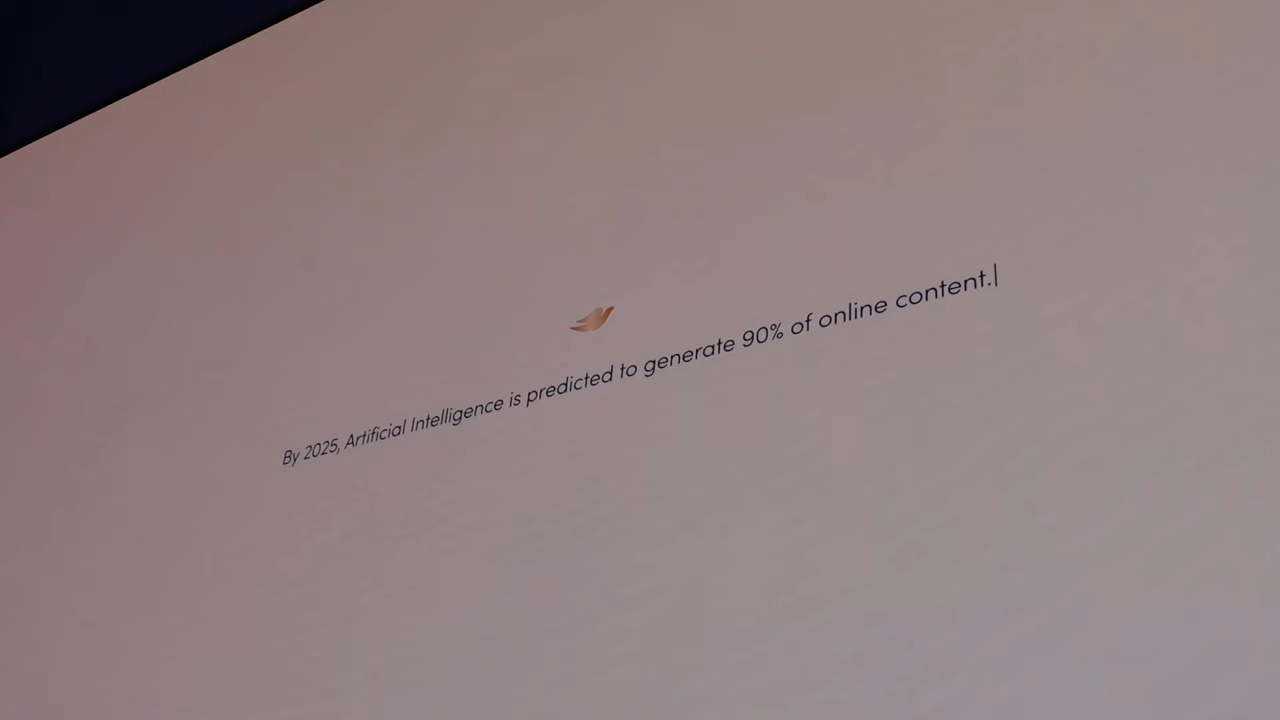 By 2025, Artificial Intelligence is predicted to generate 90% of online content.